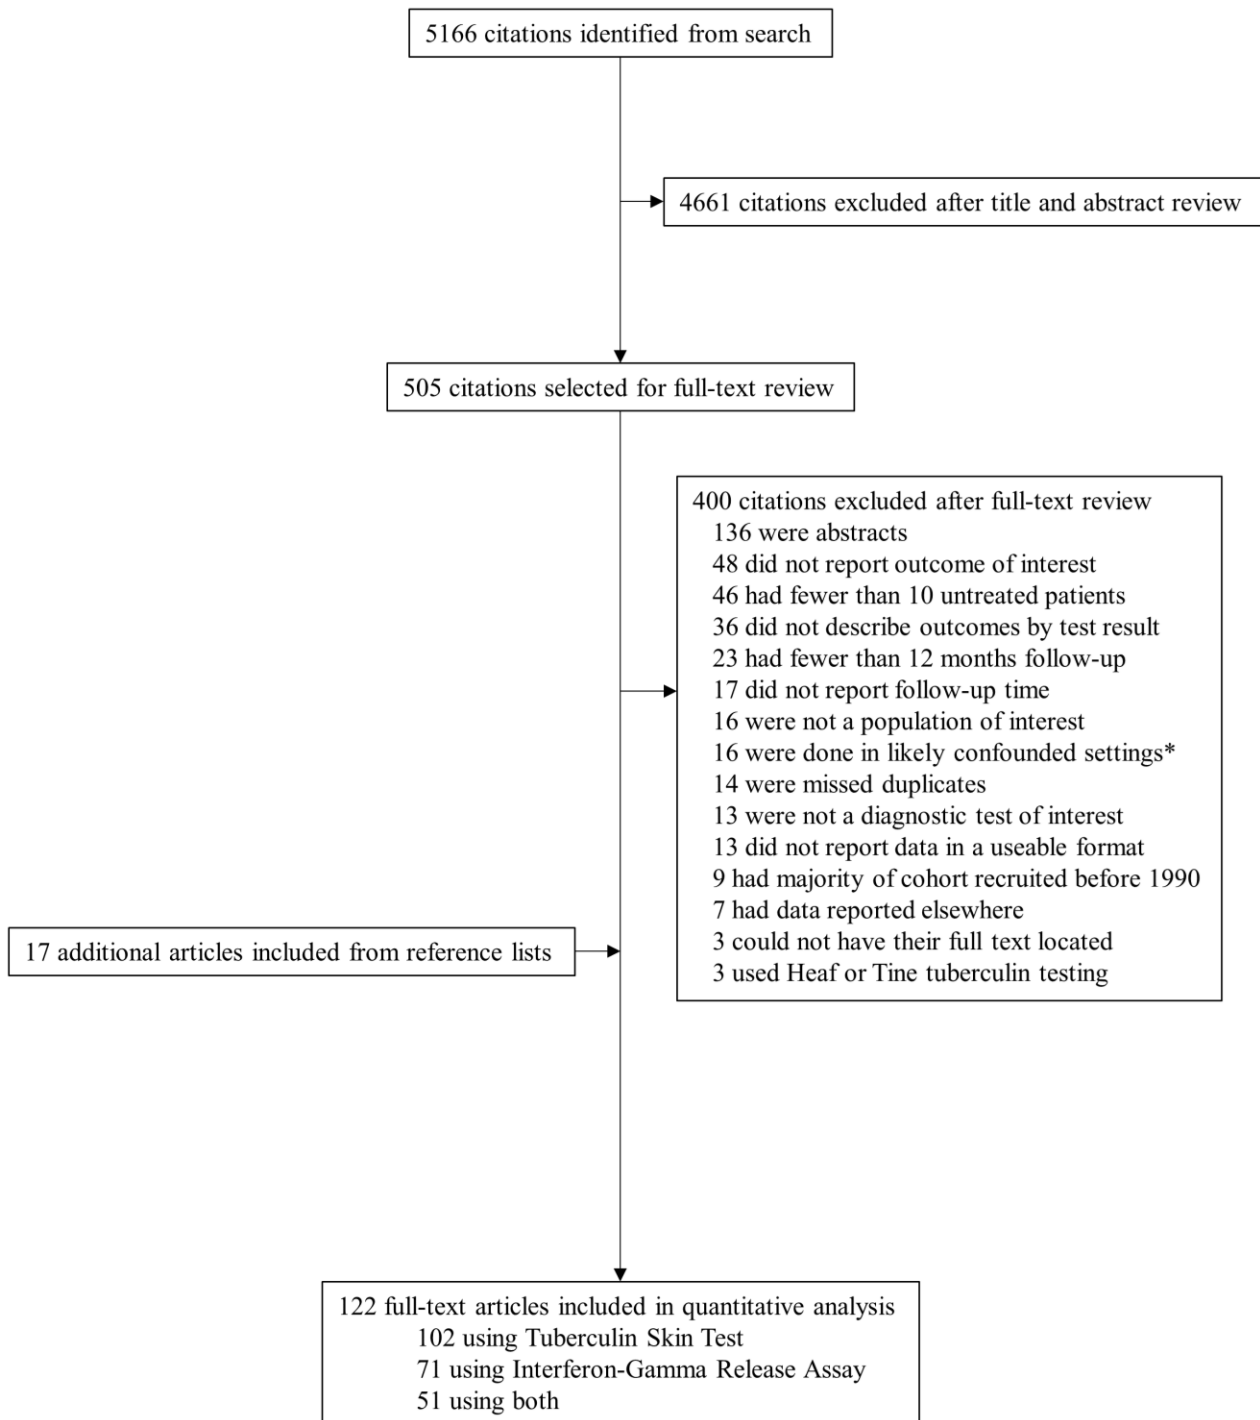 5166 citations identified from search
4661 citations excluded after title and abstract review
505 citations selected for full-text review
400 citations excluded after full-text review
136 were abstracts
48 did not report outcome of interest
46 had fewer than 10 untreated patients
36 did not describe outcomes by test result
23 had fewer than 12 months follow-up
17 did not report follow-up time
16 were not a population of interest
16 were done in likely confounded settings*
14 were missed duplicates
13 were not a diagnostic test of interest
13 did not report data in a useable format
9 had majority of cohort recruited before 1990
7 had data reported elsewhere
3 could not have their full text located
3 used Heaf or Tine tuberculin testing
17 additional articles included from reference lists
122 full-text articles included in quantitative analysis
102 using Tuberculin Skin Test
71 using Interferon-Gamma Release Assay
51 using both